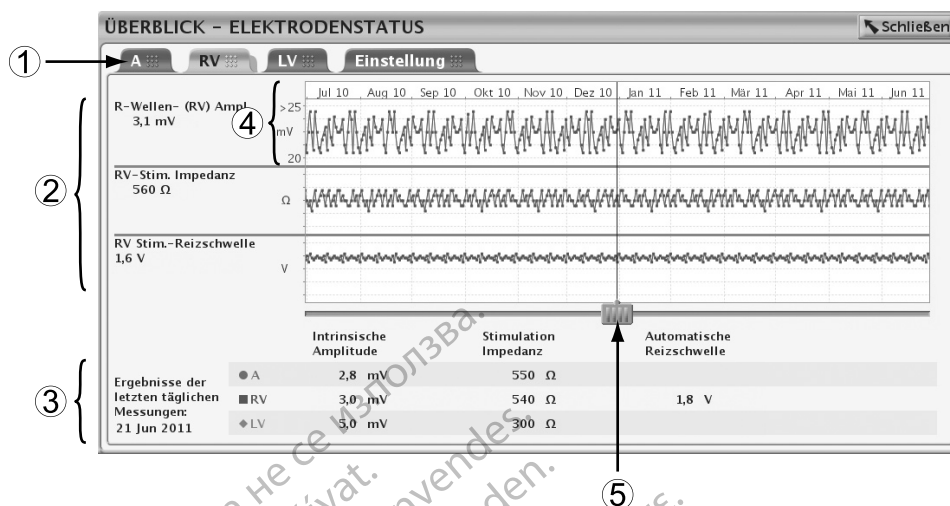 ÜBERBLICK – ELEKTRODENSTATUS
Schließen
1
A
RV
LV
Einstellung
Jul 10 Aug 10 Sep 10 Okt 10 Nov 10 Dez 10 Jan 11 Feb 11 Mär 11 Apr 11 Mai 11 Jun 11
2
R-Wellen- (RV) Ampl
3,1 mV
4
>25
mV
20
RV-Stim. Impedanz
560 Ω
Ω
RV Stim.-Reizschwelle
1,6 V
V
3
Intrinsische Amplitude
Stimulation Impedanz
Automatische Reizschwelle
Ergebnisse der
letzten täglichen
Messungen:
21 Jun 2011
A 2,8 mV 550 Ω
RV 3,0 mV 540 Ω 1,8 V
LV 5,0 mV 300 Ω
5
не се използва.